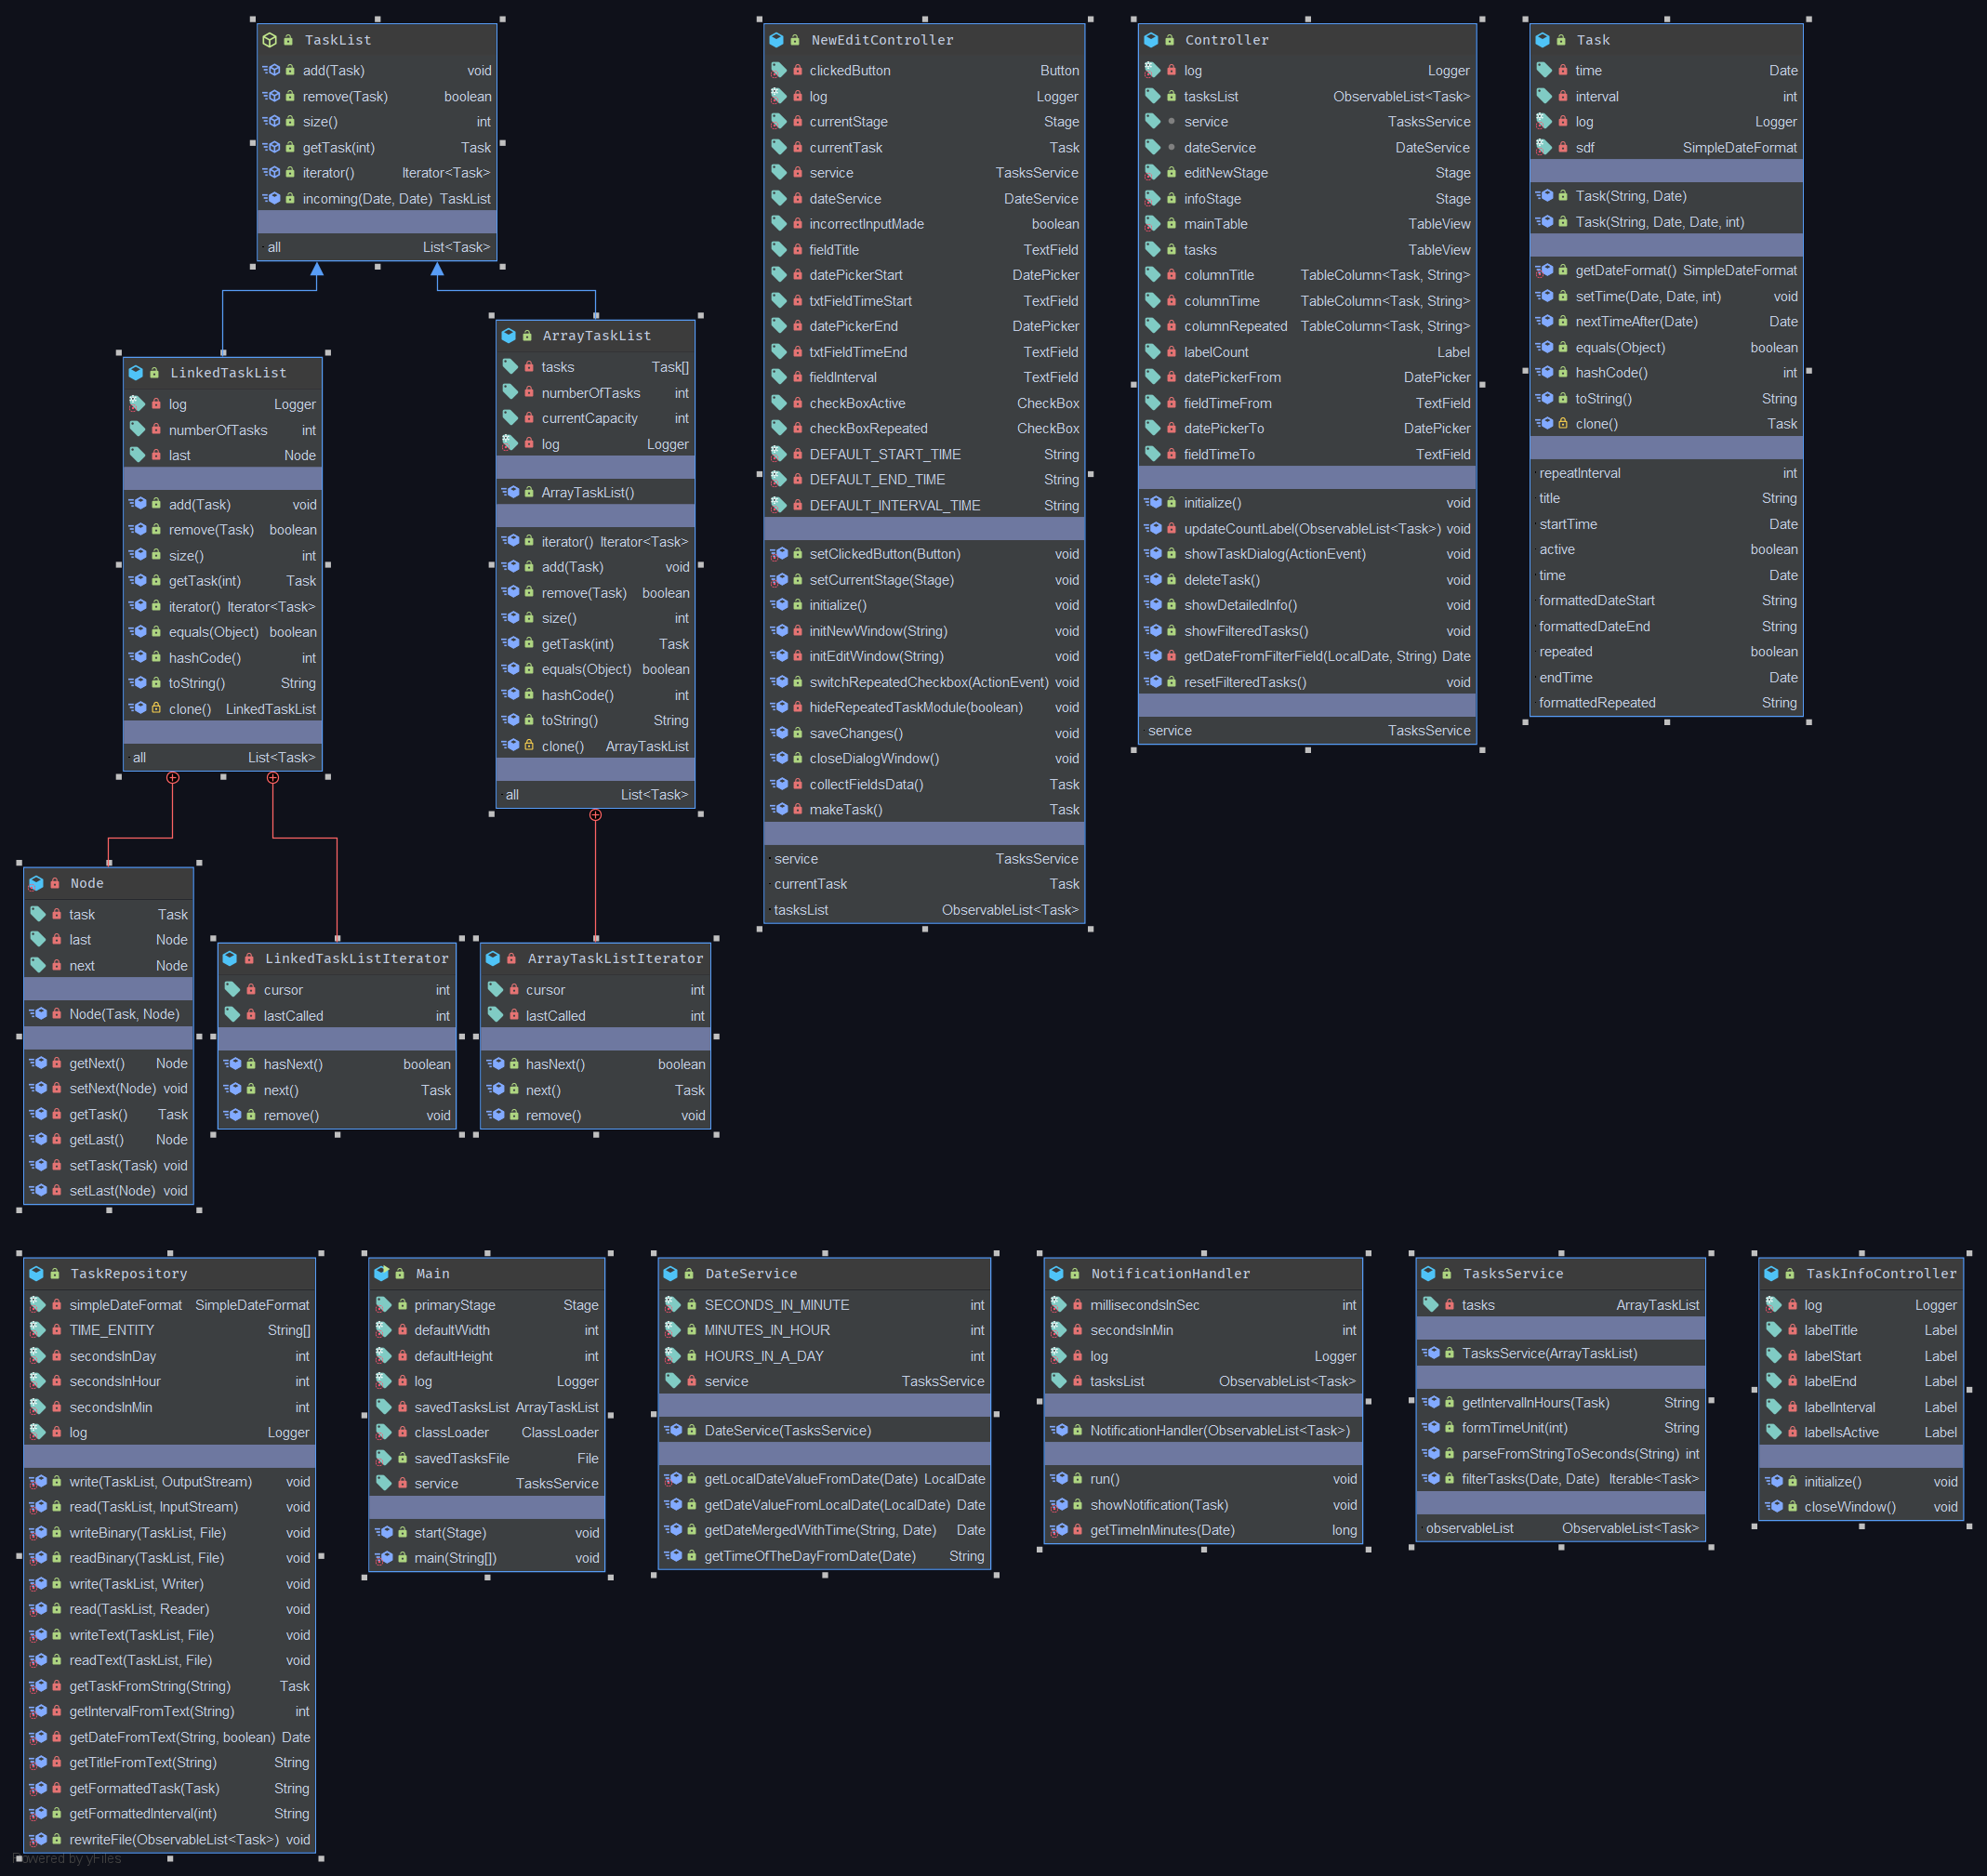 TaskList
add(Task) void
remove(Task) boolean
size() int
getTask(int) Task
iterator() Iterator<Task>
incoming(Date, Date) TaskList
all List<Task>
LinkedTaskList
log Logger
numberOfTasks int
last Node
add(Task) void
remove(Task) boolean
size() int
getTask(int) Task
iterator() Iterator<Task>
equals(Object) boolean
hashCode() int
toString() String
clone() LinkedTaskList
all List<Task>
ArrayTaskList
tasks Task[]
numberOfTasks int
currentCapacity int
log Logger
ArrayTaskList()
iterator() Iterator<Task>
add(Task) void
remove(Task) boolean
size() int
getTask(int) Task
equals(Object) boolean
hashCode() int
toString() String
clone() ArrayTaskList
all List<Task>
NewEditController
clickedButton Button
log Logger
currentStage Stage
currentTask Task
service TasksService
dateService DateService
incorrectInputMade boolean
fieldTitle TextField
datePickerStart DatePicker
txtFieldTimeStart TextField
datePickerEnd DatePicker
txtFieldTimeEnd TextField
fieldInterval TextField
checkBoxActive CheckBox
checkBoxRepeated CheckBox
DEFAULT_START_TIME String
DEFAULT_END_TIME String
DEFAULT_INTERVAL_TIME String
setClickedButton(Button) void
setCurrentStage(Stage) void
initialize() void
initNewWindow(String) void
initEditWindow(String) void
switchRepeatedCheckbox(ActionEvent) void
hideRepeatedTaskModule(boolean) void
saveChanges() void
closeDialogWindow() void
collectFieldsData() Task
makeTask() Task
service TasksService
currentTask Task
tasksList ObservableList<Task>
Controller
log Logger
tasksList ObservableList<Task>
service TasksService
dateService DateService
editNewStage Stage
infoStage Stage
mainTable TableView
tasks TableView
columnTitle TableColumn<Task, String>
columnTime TableColumn<Task, String>
columnRepeated TableColumn<Task, String>
labelCount Label
datePickerFrom DatePicker
fieldTimeFrom TextField
datePickerTo DatePicker
fieldTimeTo TextField
initialize() void
updateCountLabel(ObservableList<Task>) void
showTaskDialog(ActionEvent) void
deleteTask() void
showDetailedInfo() void
showFilteredTasks() void
getDateFromFilterField(LocalDate, String) Date
resetFilteredTasks() void
service TasksService
Task
time Date
interval int
log Logger
sdf SimpleDateFormat
Task(String, Date)
Task(String, Date, Date, int)
getDateFormat() SimpleDateFormat
setTime(Date, Date, int) void
nextTimeAfter(Date) Date
equals(Object) boolean
hashCode() int
toString() String
clone() Task
repeatInterval int
title String
startTime Date
active boolean
time Date
formattedDateStart String
formattedDateEnd String
repeated boolean
endTime Date
formattedRepeated String
Node
task Task
last Node
next Node
Node(Task, Node)
getNext() Node
setNext(Node) void
getTask() Task
getLast() Node
setTask(Task) void
setLast(Node) void
LinkedTaskListIterator
cursor int
lastCalled int
hasNext() boolean
next() Task
remove() void
ArrayTaskListIterator
cursor int
lastCalled int
hasNext() boolean
next() Task
remove() void
TaskRepository
simpleDateFormat SimpleDateFormat
TIME_ENTITY String[]
secondsInDay int
secondsInHour int
secondsInMin int
log Logger
write(TaskList, OutputStream) void
read(TaskList, InputStream) void
writeBinary(TaskList, File) void
readBinary(TaskList, File) void
write(TaskList, Writer) void
read(TaskList, Reader) void
writeText(TaskList, File) void
readText(TaskList, File) void
getTaskFromString(String) Task
getIntervalFromText(String) int
getDateFromText(String, boolean) Date
getTitleFromText(String) String
getFormattedTask(Task) String
getFormattedInterval(int) String
rewriteFile(ObservableList<Task>) void
Powered by yFiles
Main
primaryStage Stage
defaultWidth int
defaultHeight int
log Logger
savedTasksList ArrayTaskList
classLoader ClassLoader
savedTasksFile File
service TasksService
start(Stage) void
main(String[]) void
DateService
SECONDS_IN_MINUTE int
MINUTES_IN_HOUR int
HOURS_IN_A_DAY int
service TasksService
DateService(TasksService)
getLocalDateValueFromDate(Date) LocalDate
getDateValueFromLocalDate(LocalDate) Date
getDateMergedWithTime(String, Date) Date
getTimeOfTheDayFromDate(Date) String
NotificationHandler
millisecondsInSec int
secondsInMin int
log Logger
tasksList ObservableList<Task>
NotificationHandler(ObservableList<Task>)
run() void
showNotification(Task) void
getTimeInMinutes(Date) long
TasksService
tasks ArrayTaskList
TasksService(ArrayTaskList)
getIntervalInHours(Task) String
formTimeUnit(int) String
parseFromStringToSeconds(String) int
filterTasks(Date, Date) Iterable<Task>
observableList ObservableList<Task>
TaskInfoController
log Logger
labelTitle Label
labelStart Label
labelEnd Label
labelInterval Label
labelIsActive Label
initialize() void
closeWindow() void